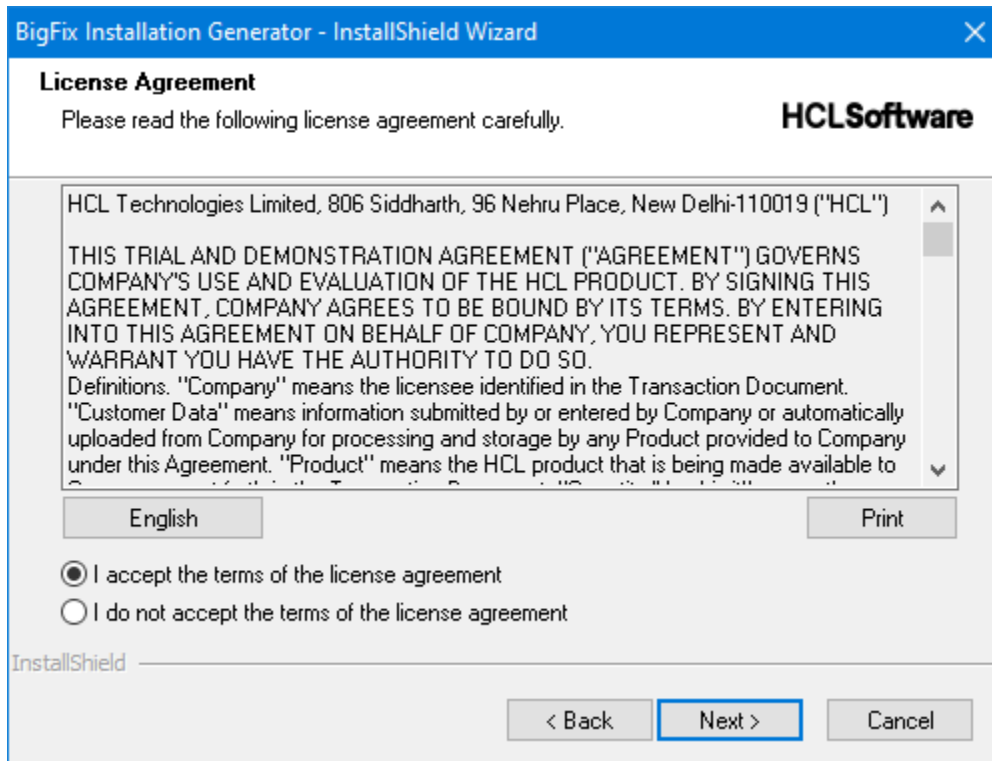 BigFix Installation Generator - InstallShield Wizard
License Agreement
Please read the following license agreement carefully.
HCLSoftware
HCL Technologies Limited, 806 Siddharth, 96 Nehru Place, New Delhi-110019 ("HCL")
THIS TRIAL AND DEMONSTRATION AGREEMENT ("AGREEMENT") GOVERNS
COMPANY'S USE AND EVALUATION OF THE HCL PRODUCT. BY SIGNING THIS
AGREEMENT, COMPANY AGREES TO BE BOUND BY ITS TERMS. BY ENTERING
INTO THIS AGREEMENT ON BEHALF OF COMPANY, YOU REPRESENT AND
WARRANT YOU HAVE THE AUTHORITY TO DO SO.
Definitions. "Company" means the licensee identified in the Transaction Document.
"Customer Data" means information submitted by or entered by Company or automatically
uploaded from Company for processing and storage by any Product provided to Company
under this Agreement. "Product" means the HCL product that is being made available to
English
Print
I accept the terms of the license agreement
I do not accept the terms of the license agreement
InstallShield
< Back
Next >
Cancel